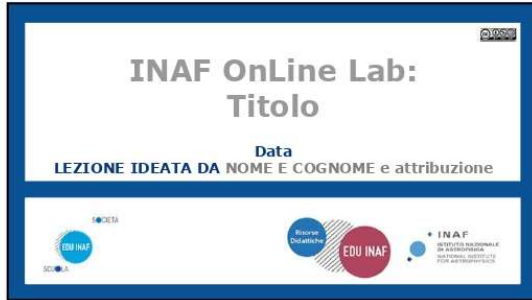 INAF OnLine Lab:
Titolo
Data
LEZIONE IDEATA DA NOME E COGNOME e attribuzione
SOCIETÀ
EDU INAF
SCUOLA
Risorse
Didattiche
EDU INAF
INAF
ISTITUTO NAZIONALE
DI ASTROFISICA
NATIONAL INSTITUTE
FOR ASTROPHYSICS